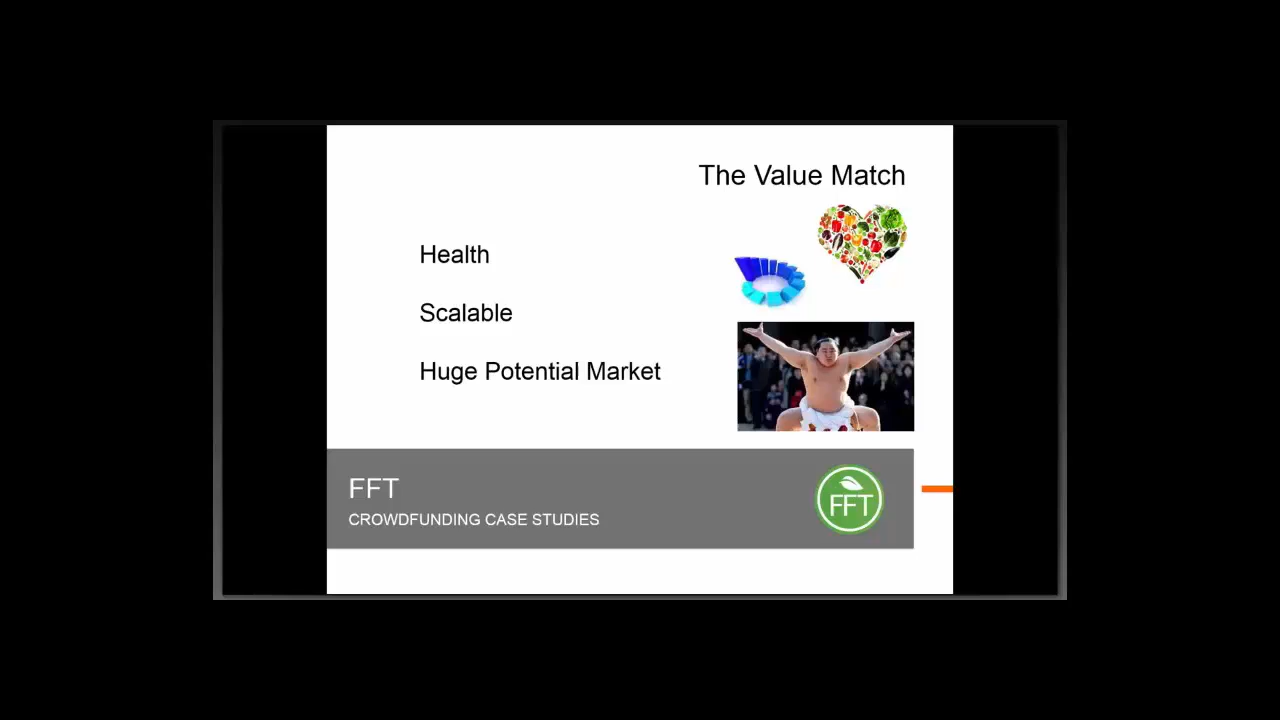 The Value Match
Health
Scalable
Huge Potential Market
FFT
CROWDFUNDING CASE STUDIES
FFT